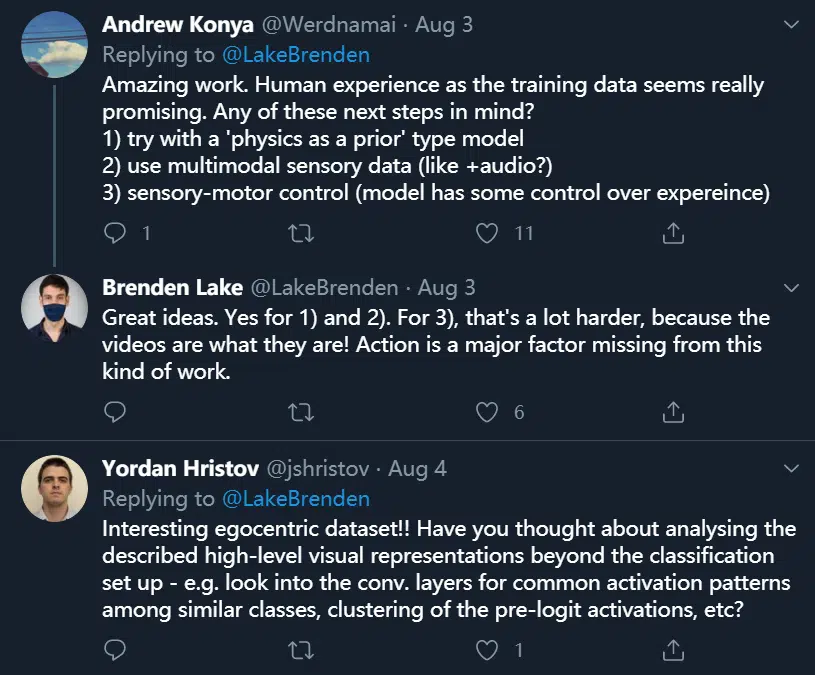 Andrew Konya @Werdnamai · Aug 3
Replying to @LakeBrenden
Amazing work. Human experience as the training data seems really
promising. Any of these next steps in mind?
1) try with a 'physics as a prior' type model
2) use multimodal sensory data (like +audio?)
3) sensory-motor control (model has some control over expereince)
1 11
Brenden Lake @LakeBrenden · Aug 3
Great ideas. Yes for 1) and 2). For 3), that's a lot harder, because the
videos are what they are! Action is a major factor missing from this
kind of work.
6
Yordan Hristov @jshristov · Aug 4
Replying to @LakeBrenden
Interesting egocentric dataset!! Have you thought about analysing the
described high-level visual representations beyond the classification
set up - e.g. look into the conv. layers for common activation patterns
among similar classes, clustering of the pre-logit activations, etc?
1